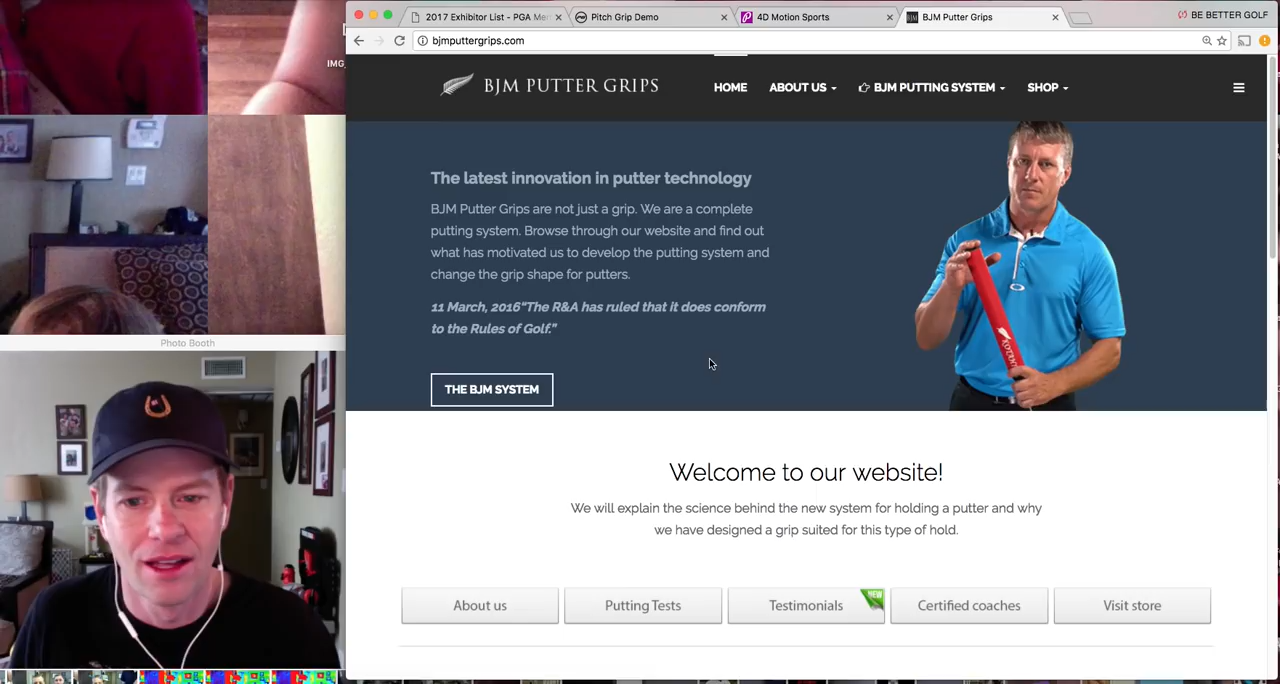 2017 Exhibitor List - PGA Mer
Pitch Grip Demo
4D Motion Sports
BJM Putter Grips
BE BETTER GOLF
bjmputtergrips.com
IMG_
BJM PUTTER GRIPS
HOME
ABOUT US
BJM PUTTING SYSTEM
SHOP
The latest innovation in putter technology
BJM Putter Grips are not just a grip. We are a complete
putting system. Browse through our website and find out
what has motivated us to develop the putting system and
change the grip shape for putters.
11 March, 2016“The R&A has ruled that it does conform
to the Rules of Golf."
THE BJM SYSTEM
Photo Booth
Welcome to our website!
We will explain the science behind the new system for holding a putter and why
we have designed a grip suited for this type of hold.
About us
Putting Tests
Testimonials
NEW
Certified coaches
Visit store